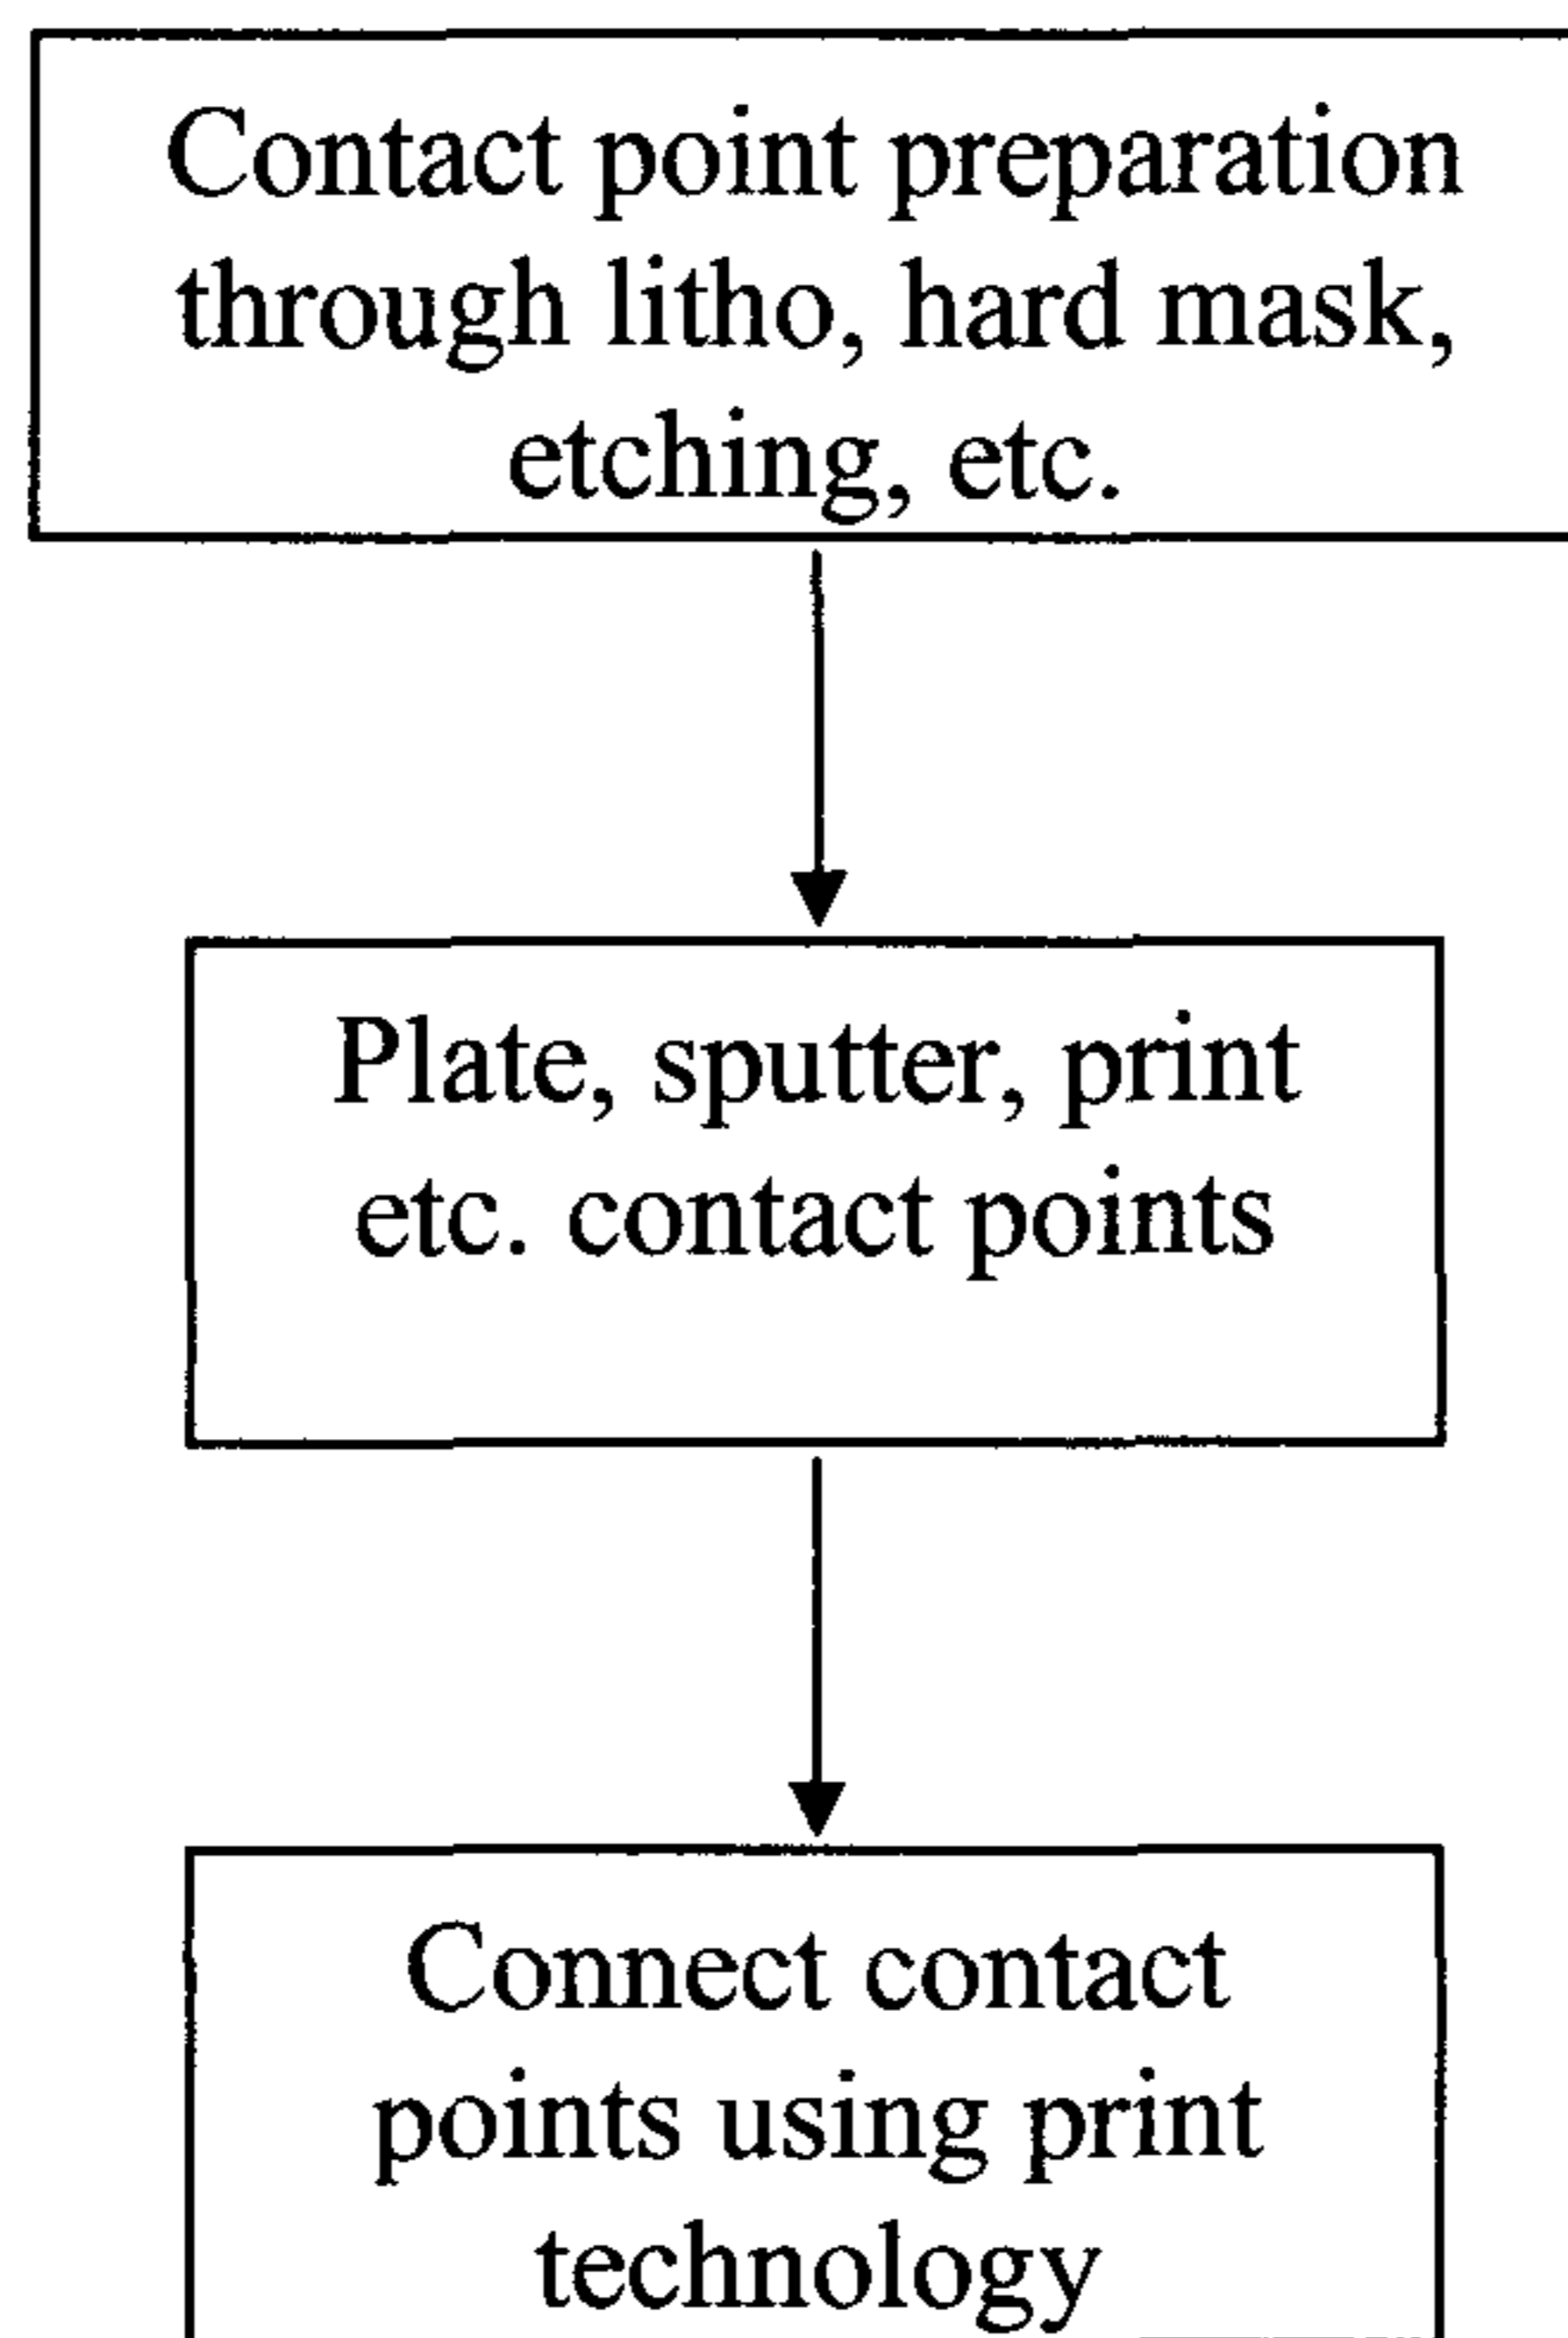 Contact point preparation
through litho, hard mask,
etching, etc.
Plate, sputter, print
etc. contact points
Connect contact
points using print
technology